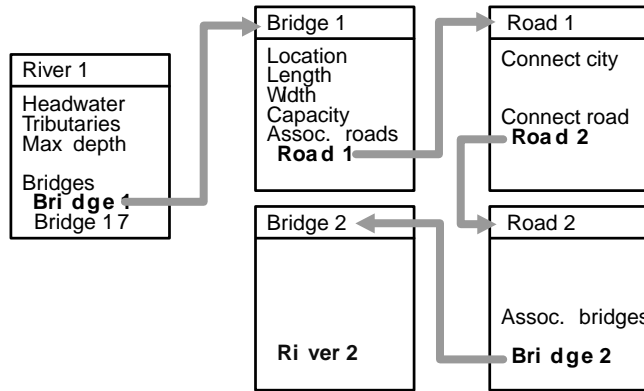 River 1
Headwater
Tributaries
Max depth
Bridges
Bridge 1
Bridge 17
Bridge 1
Location
Length
Width
Capacity
Assoc. roads
Road 1
Road 1
Connect city
Connect road
Road 2
Bridge 2
River 2
Road 2
Assoc. bridges
Bridge 2